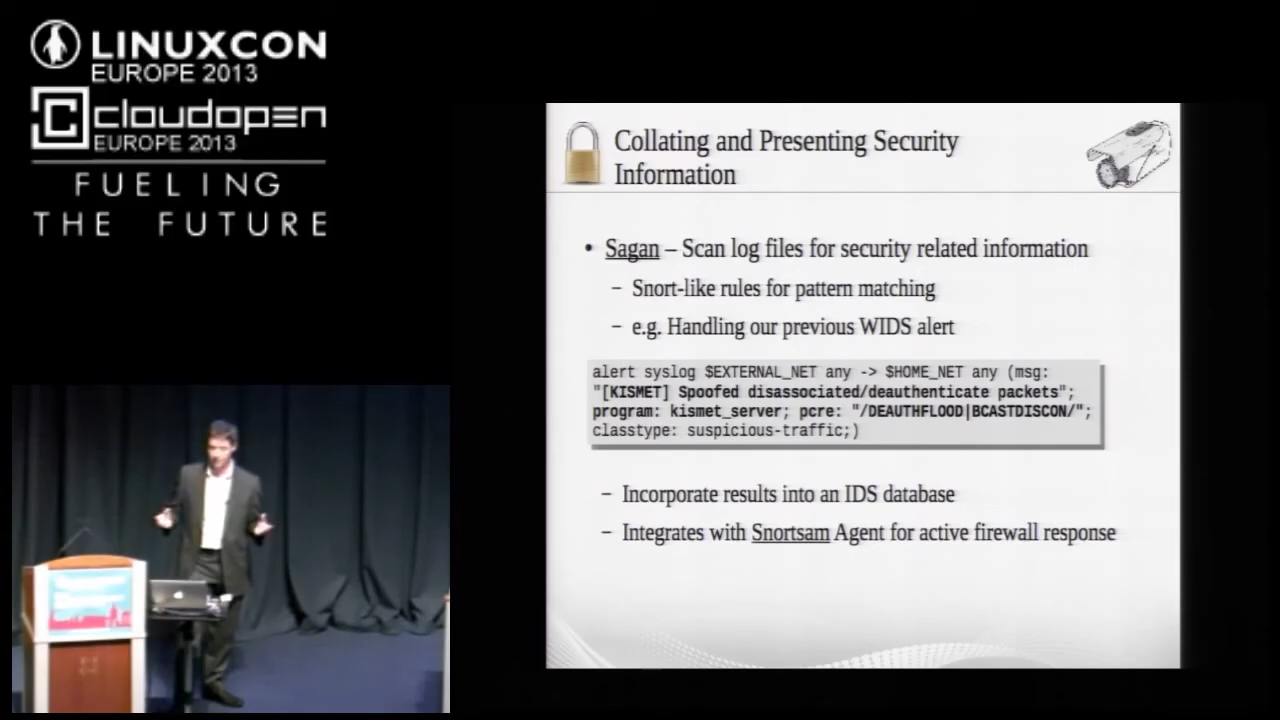 LINUXCON
EUROPE 2013
cloudopen
EUROPE 2013
FUELING
THE FUTURE
Collating and Presenting Security
Information
• Sagan – Scan log files for security related information
– Snort-like rules for pattern matching
– e.g. Handling our previous WIDS alert
alert syslog $EXTERNAL_NET any -> $HOME_NET any (msg:
"[KISMET] Spoofed disassociated/deauthenticate packets";
program: kismet_server; pcre: "/DEAUTHFLOOD|BCASTDISCON/";
classtype: suspicious-traffic;)
– Incorporate results into an IDS database
– Integrates with Snortsam Agent for active firewall response